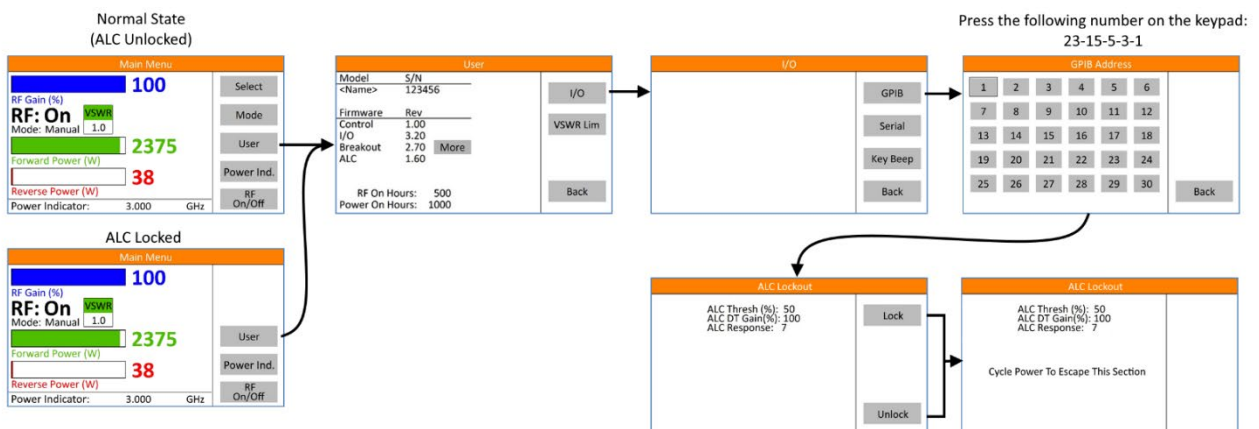 Normal State
(ALC Unlocked)
Main Menu
100
RF Gain (%)
RF: On VSWR
Mode: Manual 1.0
2375
Forward Power (W)
38
Reverse Power (W)
Power Indicator: 3.000 GHz
Select
Mode
User
Power Ind.
RF
On/Off
User
Model S/N
<Name> 123456
Firmware Rev
Control 1.00
I/O 3.20
Breakout 2.70 More
ALC 1.60
RF On Hours: 500
Power On Hours: 1000
I/O
VSWR Lim
Back
I/O
GPIB
Serial
Key Beep
Back
Press the following number on the keypad:
23-15-5-3-1
GPIB Address
1 2 3 4 5 6
7 8 9 10 11 12
13 14 15 16 17 18
19 20 21 22 23 24
25 26 27 28 29 30
Back
ALC Locked
Main Menu
100
RF Gain (%)
RF: On VSWR
Mode: Manual 1.0
2375
Forward Power (W)
38
Reverse Power (W)
Power Indicator: 3.000 GHz
User
Power Ind.
RF
On/Off
ALC Lockout
ALC Thresh (%): 50
ALC DT Gain(%): 100
ALC Response: 7
Lock
Unlock
ALC Lockout
ALC Thresh (%): 50
ALC DT Gain(%): 100
ALC Response: 7
Cycle Power To Escape This Section